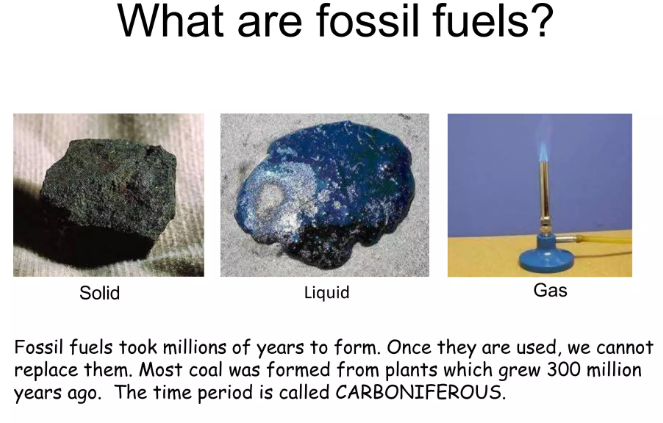 What are fossil fuels?
Solid
Liquid
Gas
Fossil fuels took millions of years to form. Once they are used, we cannot
replace them. Most coal was formed from plants which grew 300 million
years ago.  The time period is called CARBONIFEROUS.